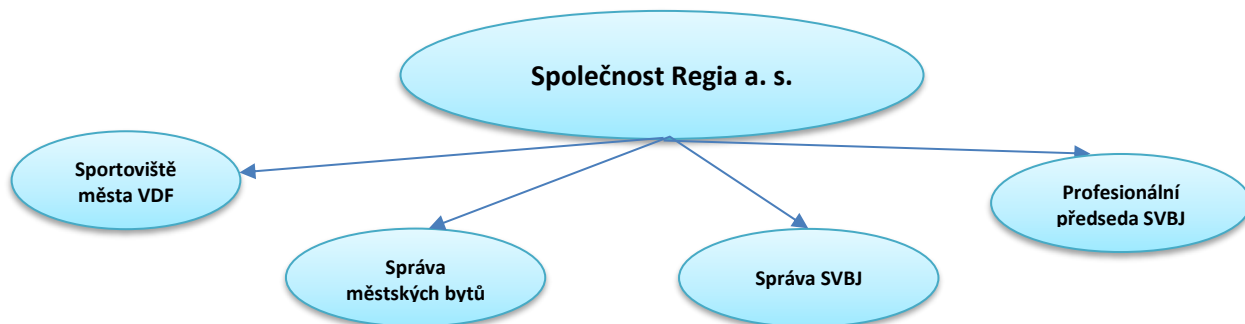 Společnost Regia a. s.
Sportoviště
města VDF
Profesionální
předseda SVBJ
Správa
městských bytů
Správa SVBJ